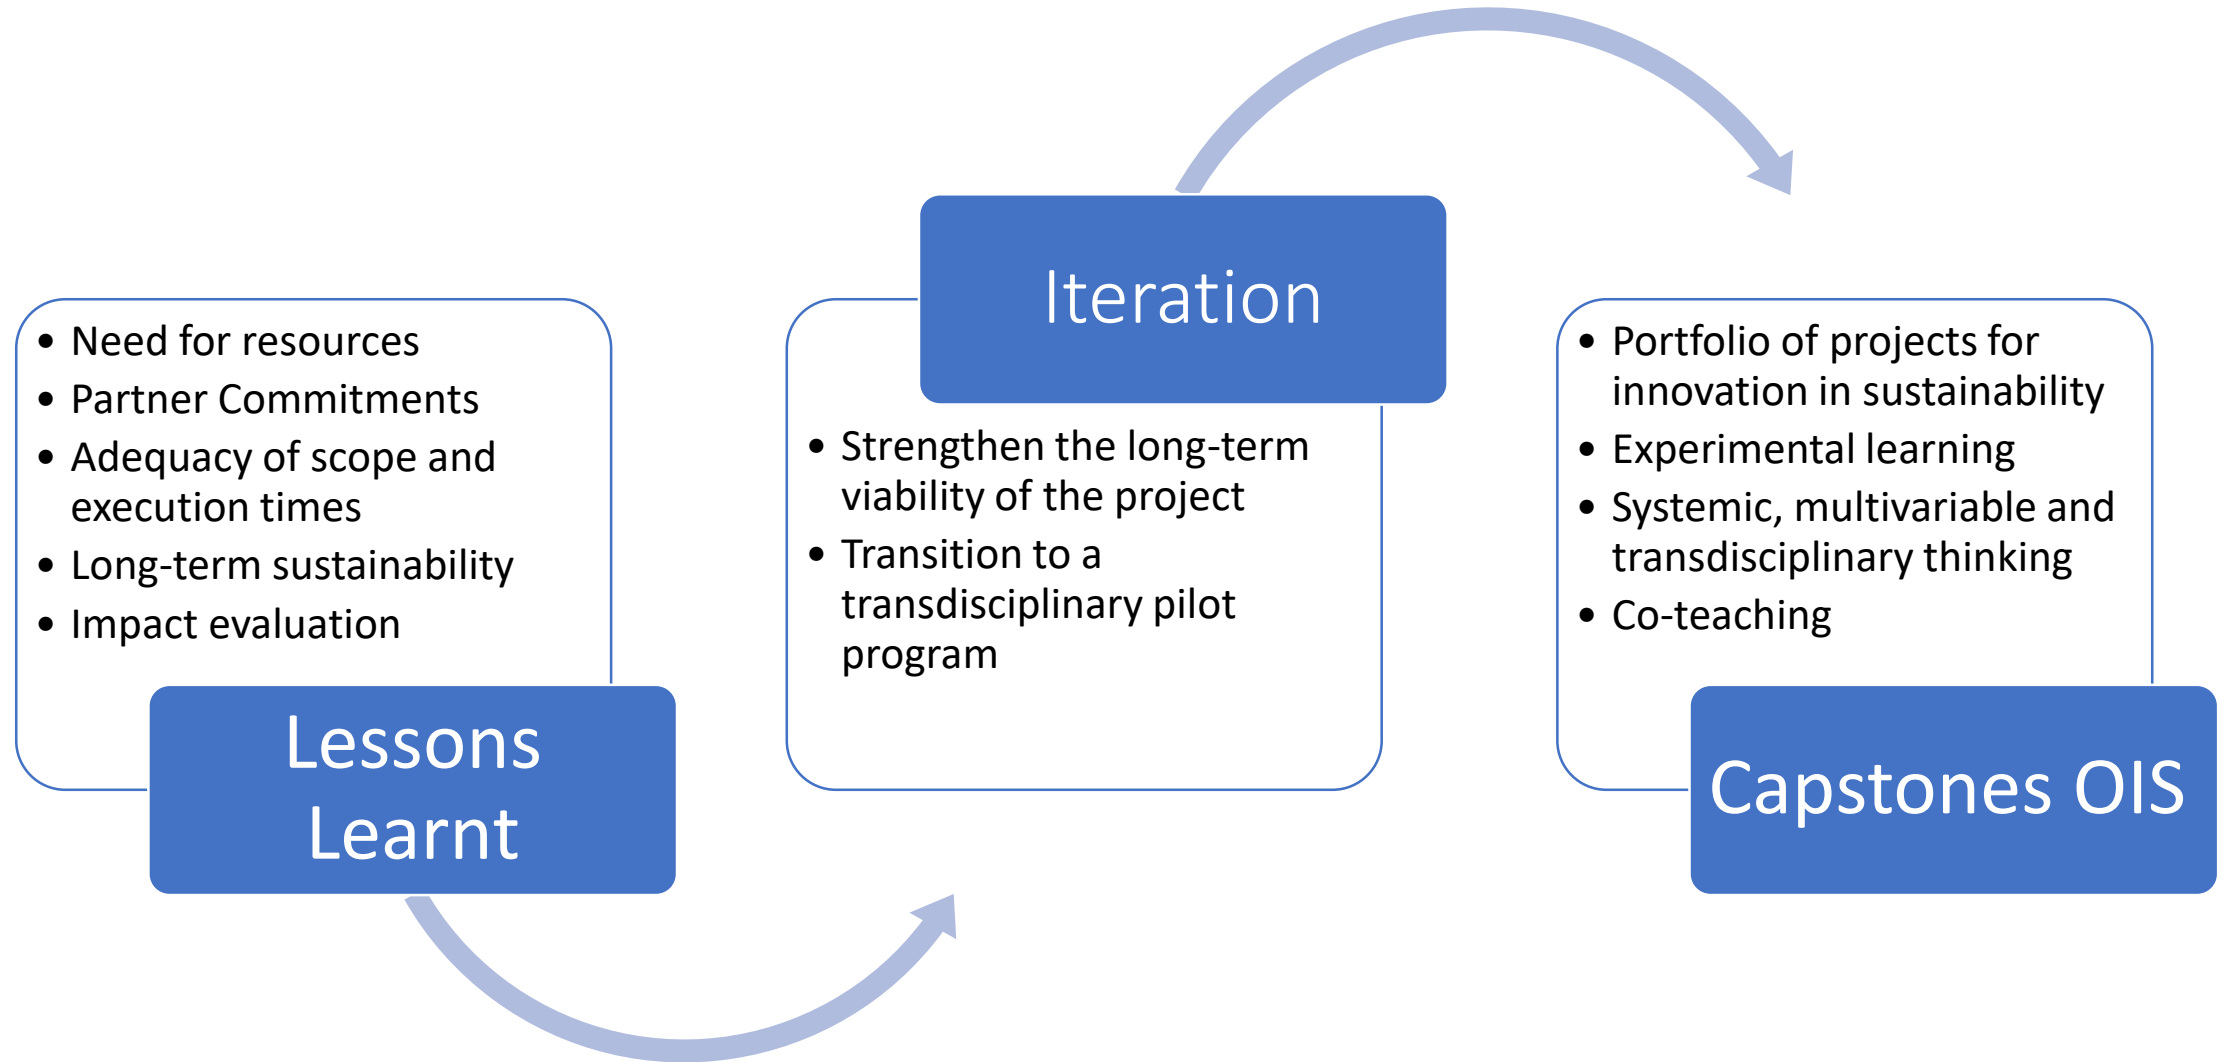 • Need for resources
• Partner Commitments
• Adequacy of scope and
execution times
• Long-term sustainability
• Impact evaluation
Lessons
Learnt
Iteration
• Strengthen the long-term
viability of the project
• Transition to a
transdisciplinary pilot
program
• Portfolio of projects for
innovation in sustainability
• Experimental learning
• Systemic, multivariable and
transdisciplinary thinking
• Co-teaching
Capstones OIS